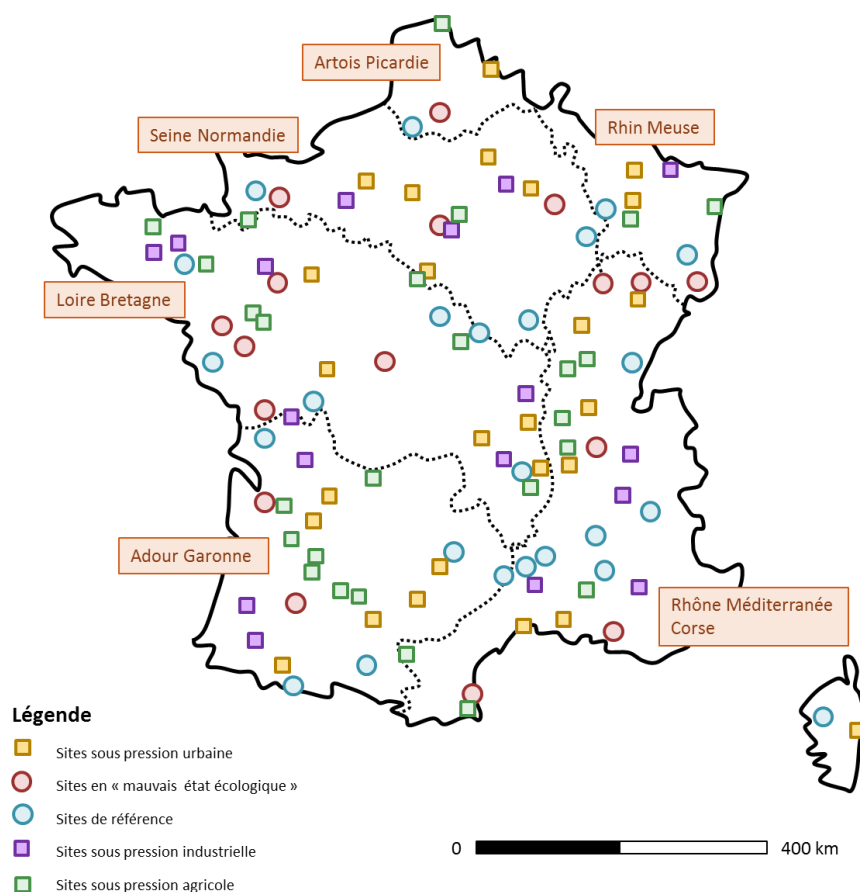 Artois Picardie
Seine Normandie
Rhin Meuse
Loire Bretagne
Adour Garonne
Rhône Méditerranée
Corse
Légende
Sites sous pression urbaine
Sites en « mauvais état écologique »
Sites de référence
Sites sous pression industrielle
Sites sous pression agricole
0 400 km